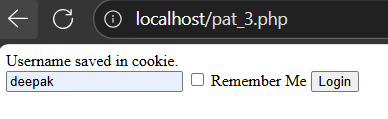 localhost/pat_3.php
Username saved in cookie.
deepak Remember Me Login